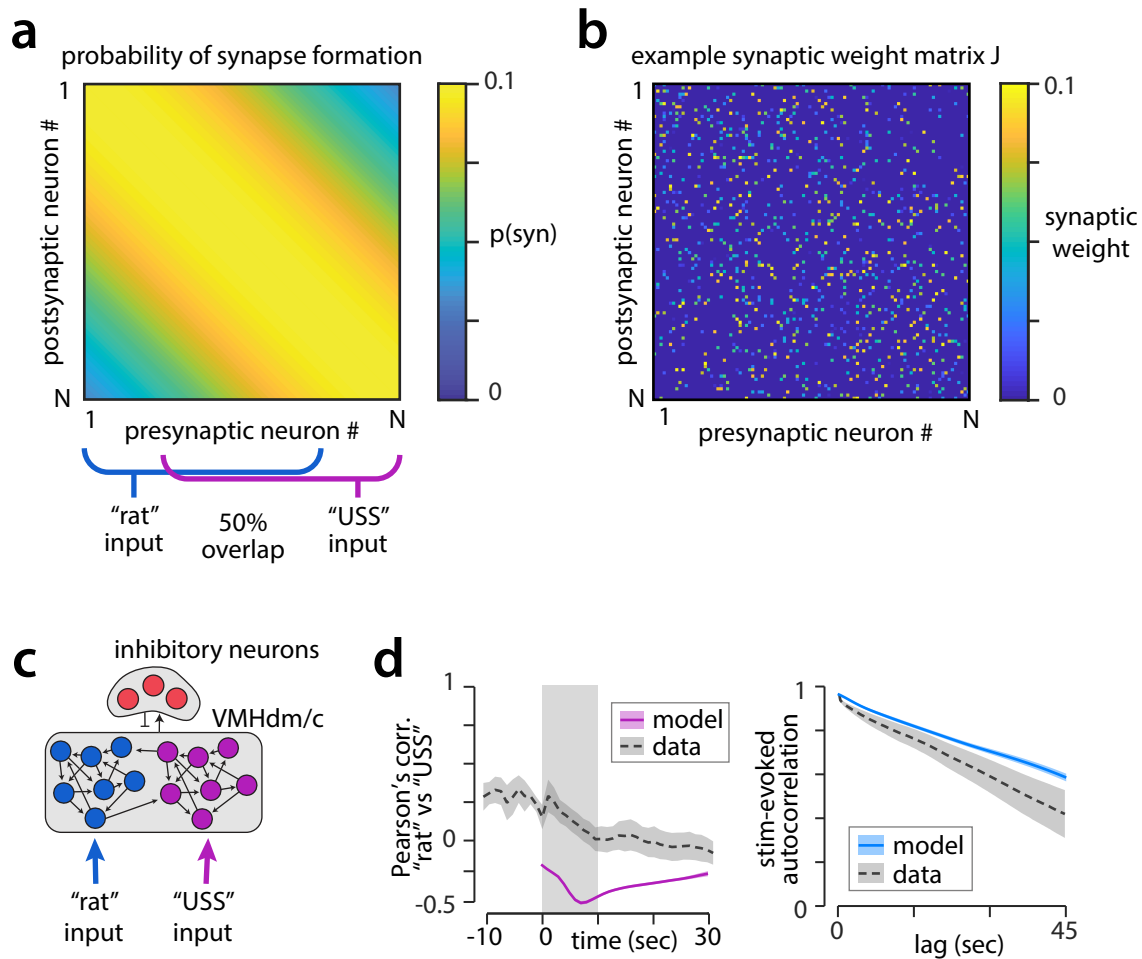 a
probability of synapse formation
1
postsynaptic neuron #
N
1
N
presynaptic neuron #
0.1
p(syn)
0
"rat"
input
50%
overlap
"USS"
input
b
example synaptic weight matrix J
1
postsynaptic neuron #
N
1
N
presynaptic neuron #
0.1
synaptic
weight
0
c
inhibitory neurons
VMHdm/c
"rat"
input
"USS"
input
d
Pearson's corr.
"rat" vs "USS"
1
0
-0.5
model
data
-10
0
time (sec)
30
stim-evoked
autocorrelation
1
0
model
data
0
lag (sec)
45